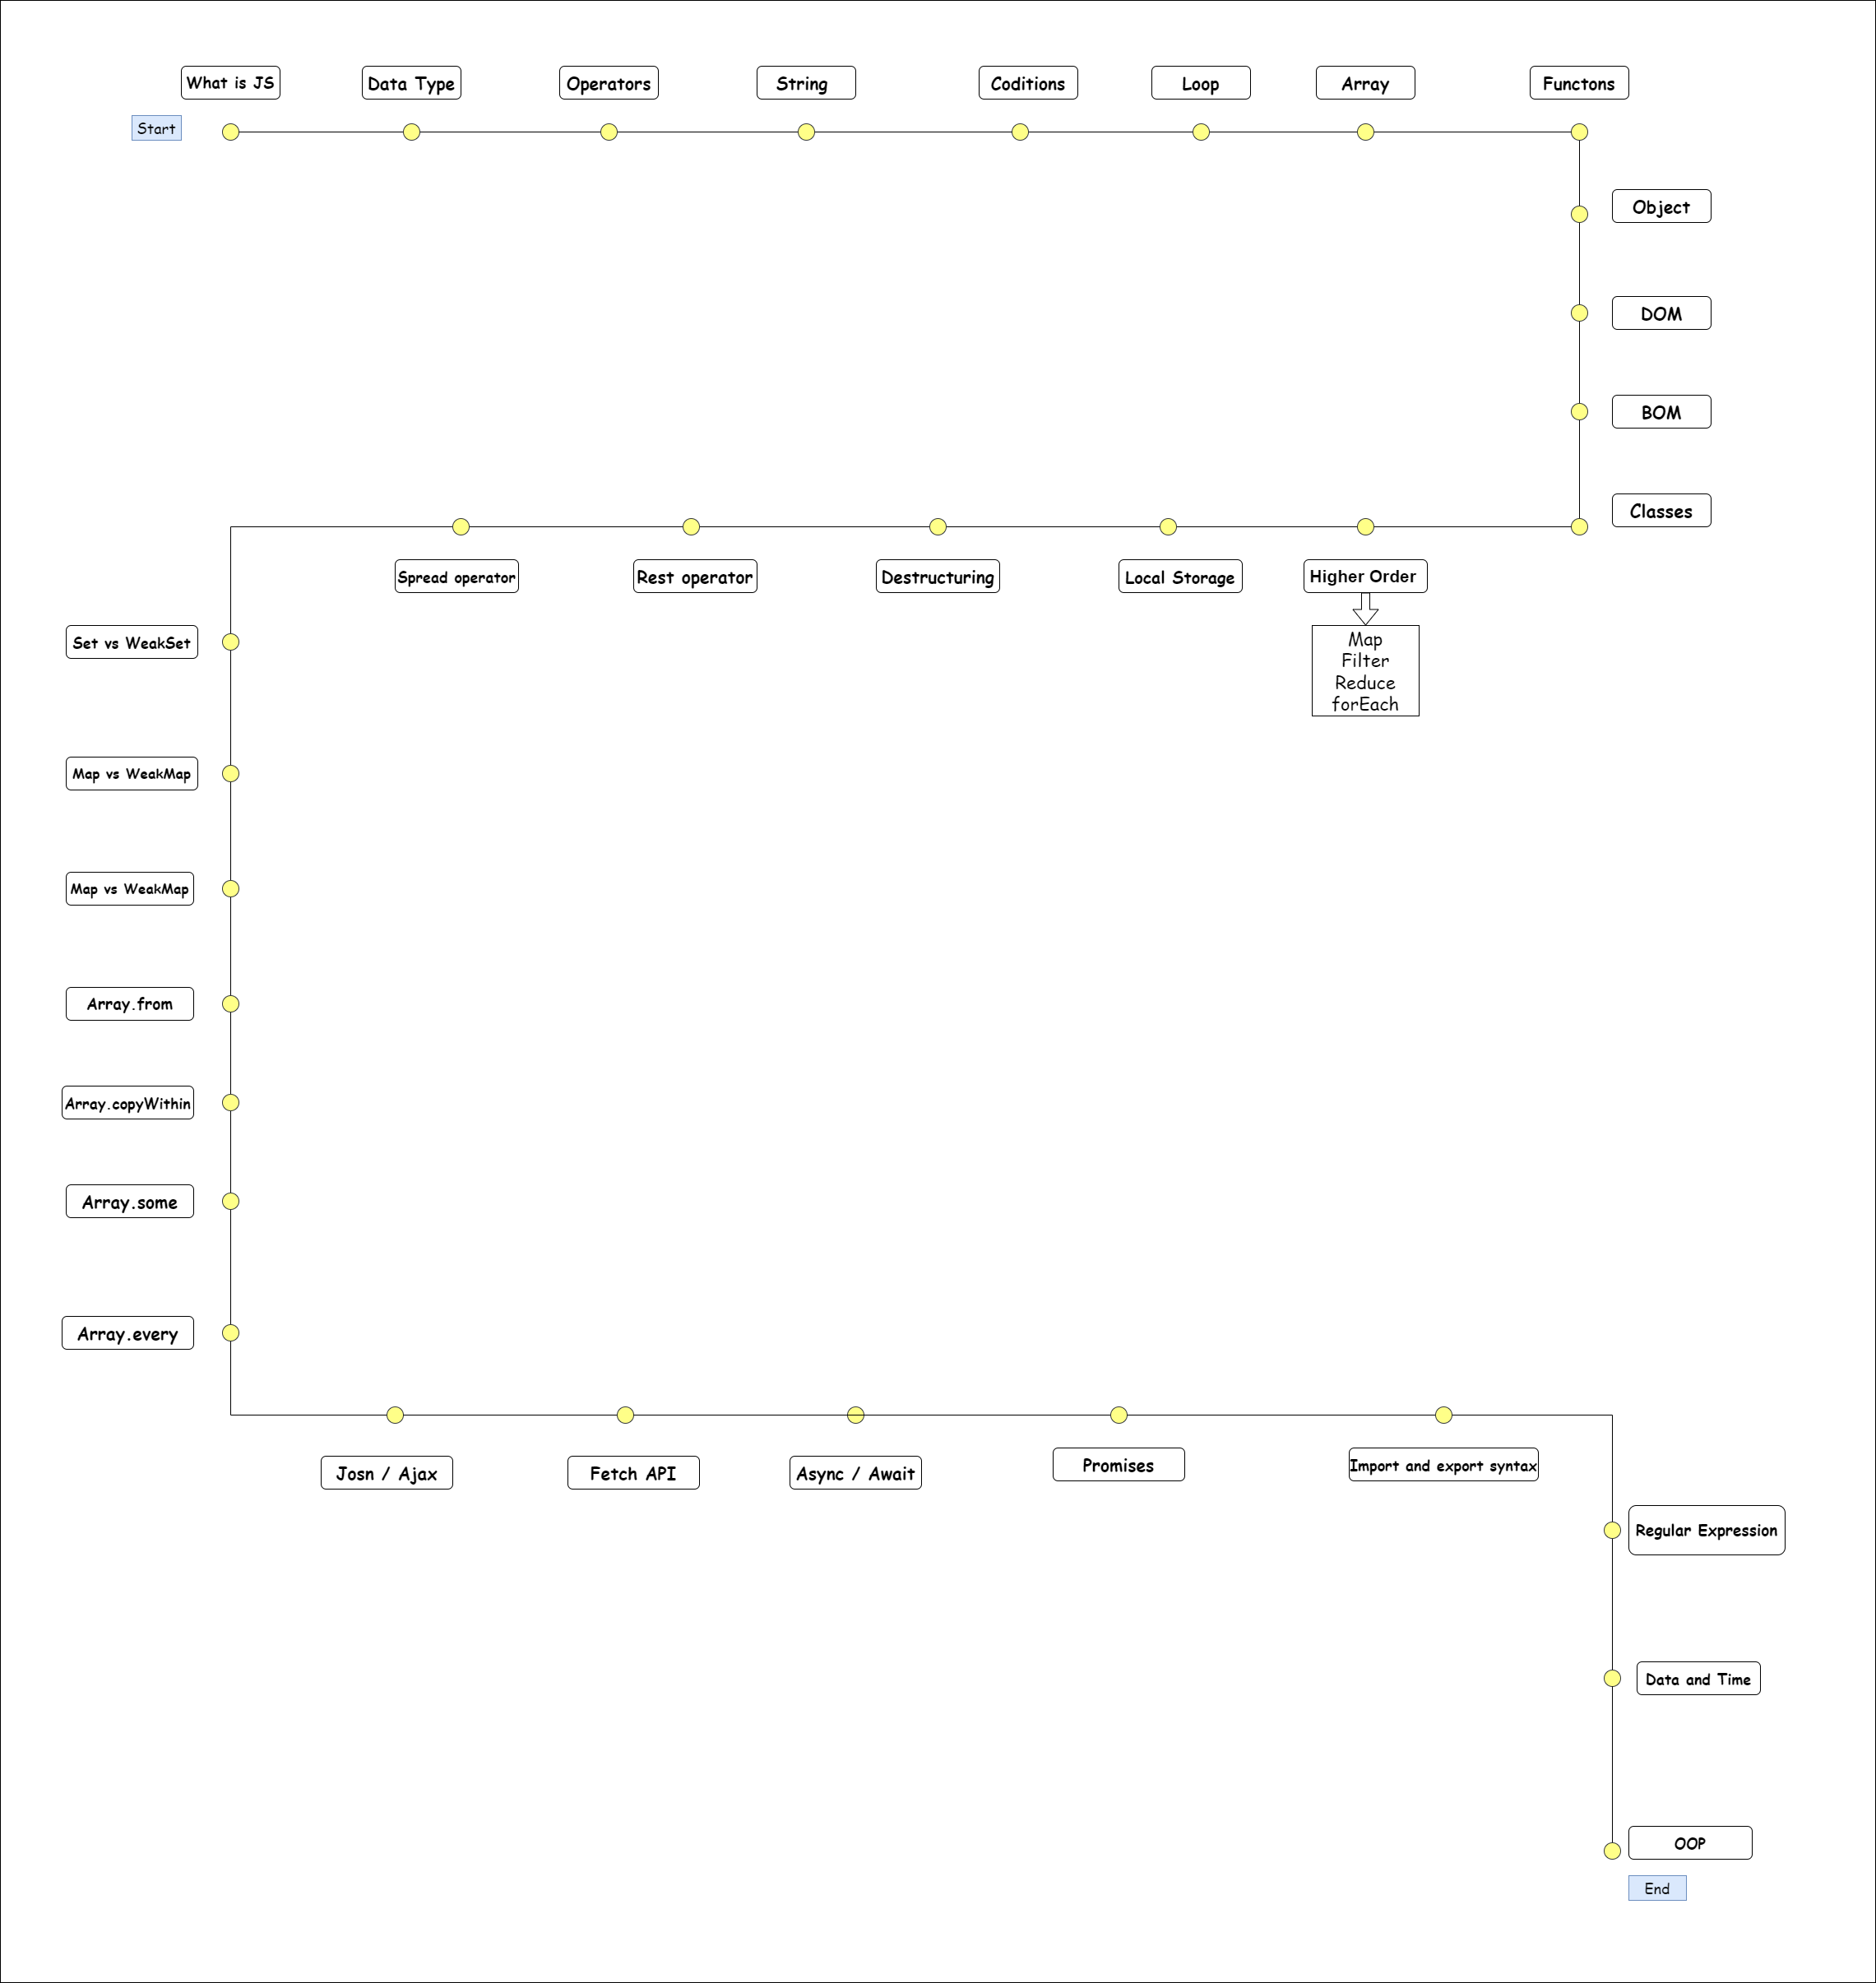 What is JS
Data Type
Operators
String
Coditions
Loop
Array
Functons
Start
Object
DOM
BOM
Classes
Higher Order
Map
Filter
Reduce
forEach
Local Storage
Destructuring
Rest operator
Spread operator
Set vs WeakSet
Map vs WeakMap
Map vs WeakMap
Array.from
Array.copyWithin
Array.some
Array.every
Josn / Ajax
Fetch API
Async / Await
Promises
Import and export syntax
Regular Expression
Data and Time
OOP
End